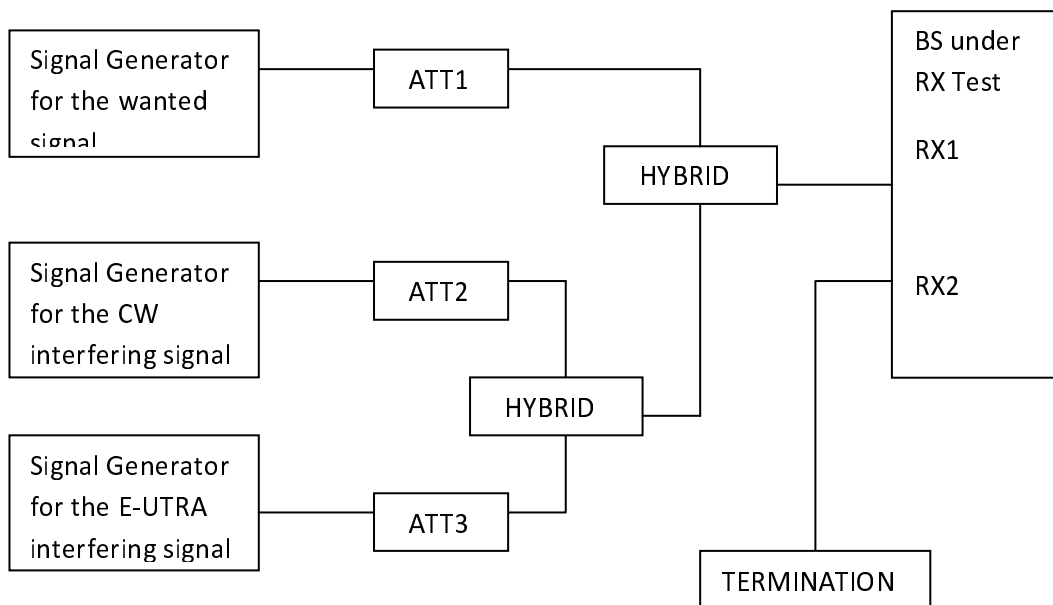 Signal Generator
for the wanted
signal
ATT1
HYBRID
BS under
RX Test
RX1
RX2
Signal Generator
for the CW
interfering signal
ATT2
HYBRID
Signal Generator
for the E-UTRA
interfering signal
ATT3
TERMINATION